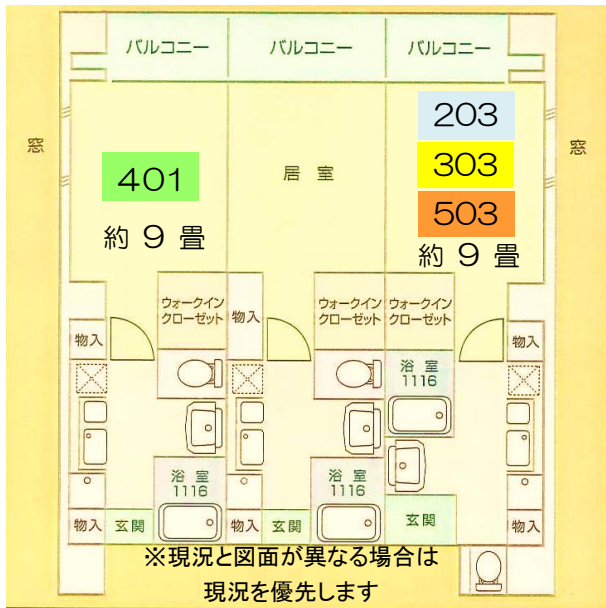 バルコニー バルコニー バルコニー
203
窓 窓
303
401 居室
503
約9畳
約9畳
ウォークイン
クローゼット
物入
ウォークイン
クローゼット
ウォークイン
クローゼット
物入
物入
浴室
1116
浴室
1116
浴室
1116
物入 玄関 物入 玄関 玄関 物入
※現況と図面が異なる場合は
現況を優先します